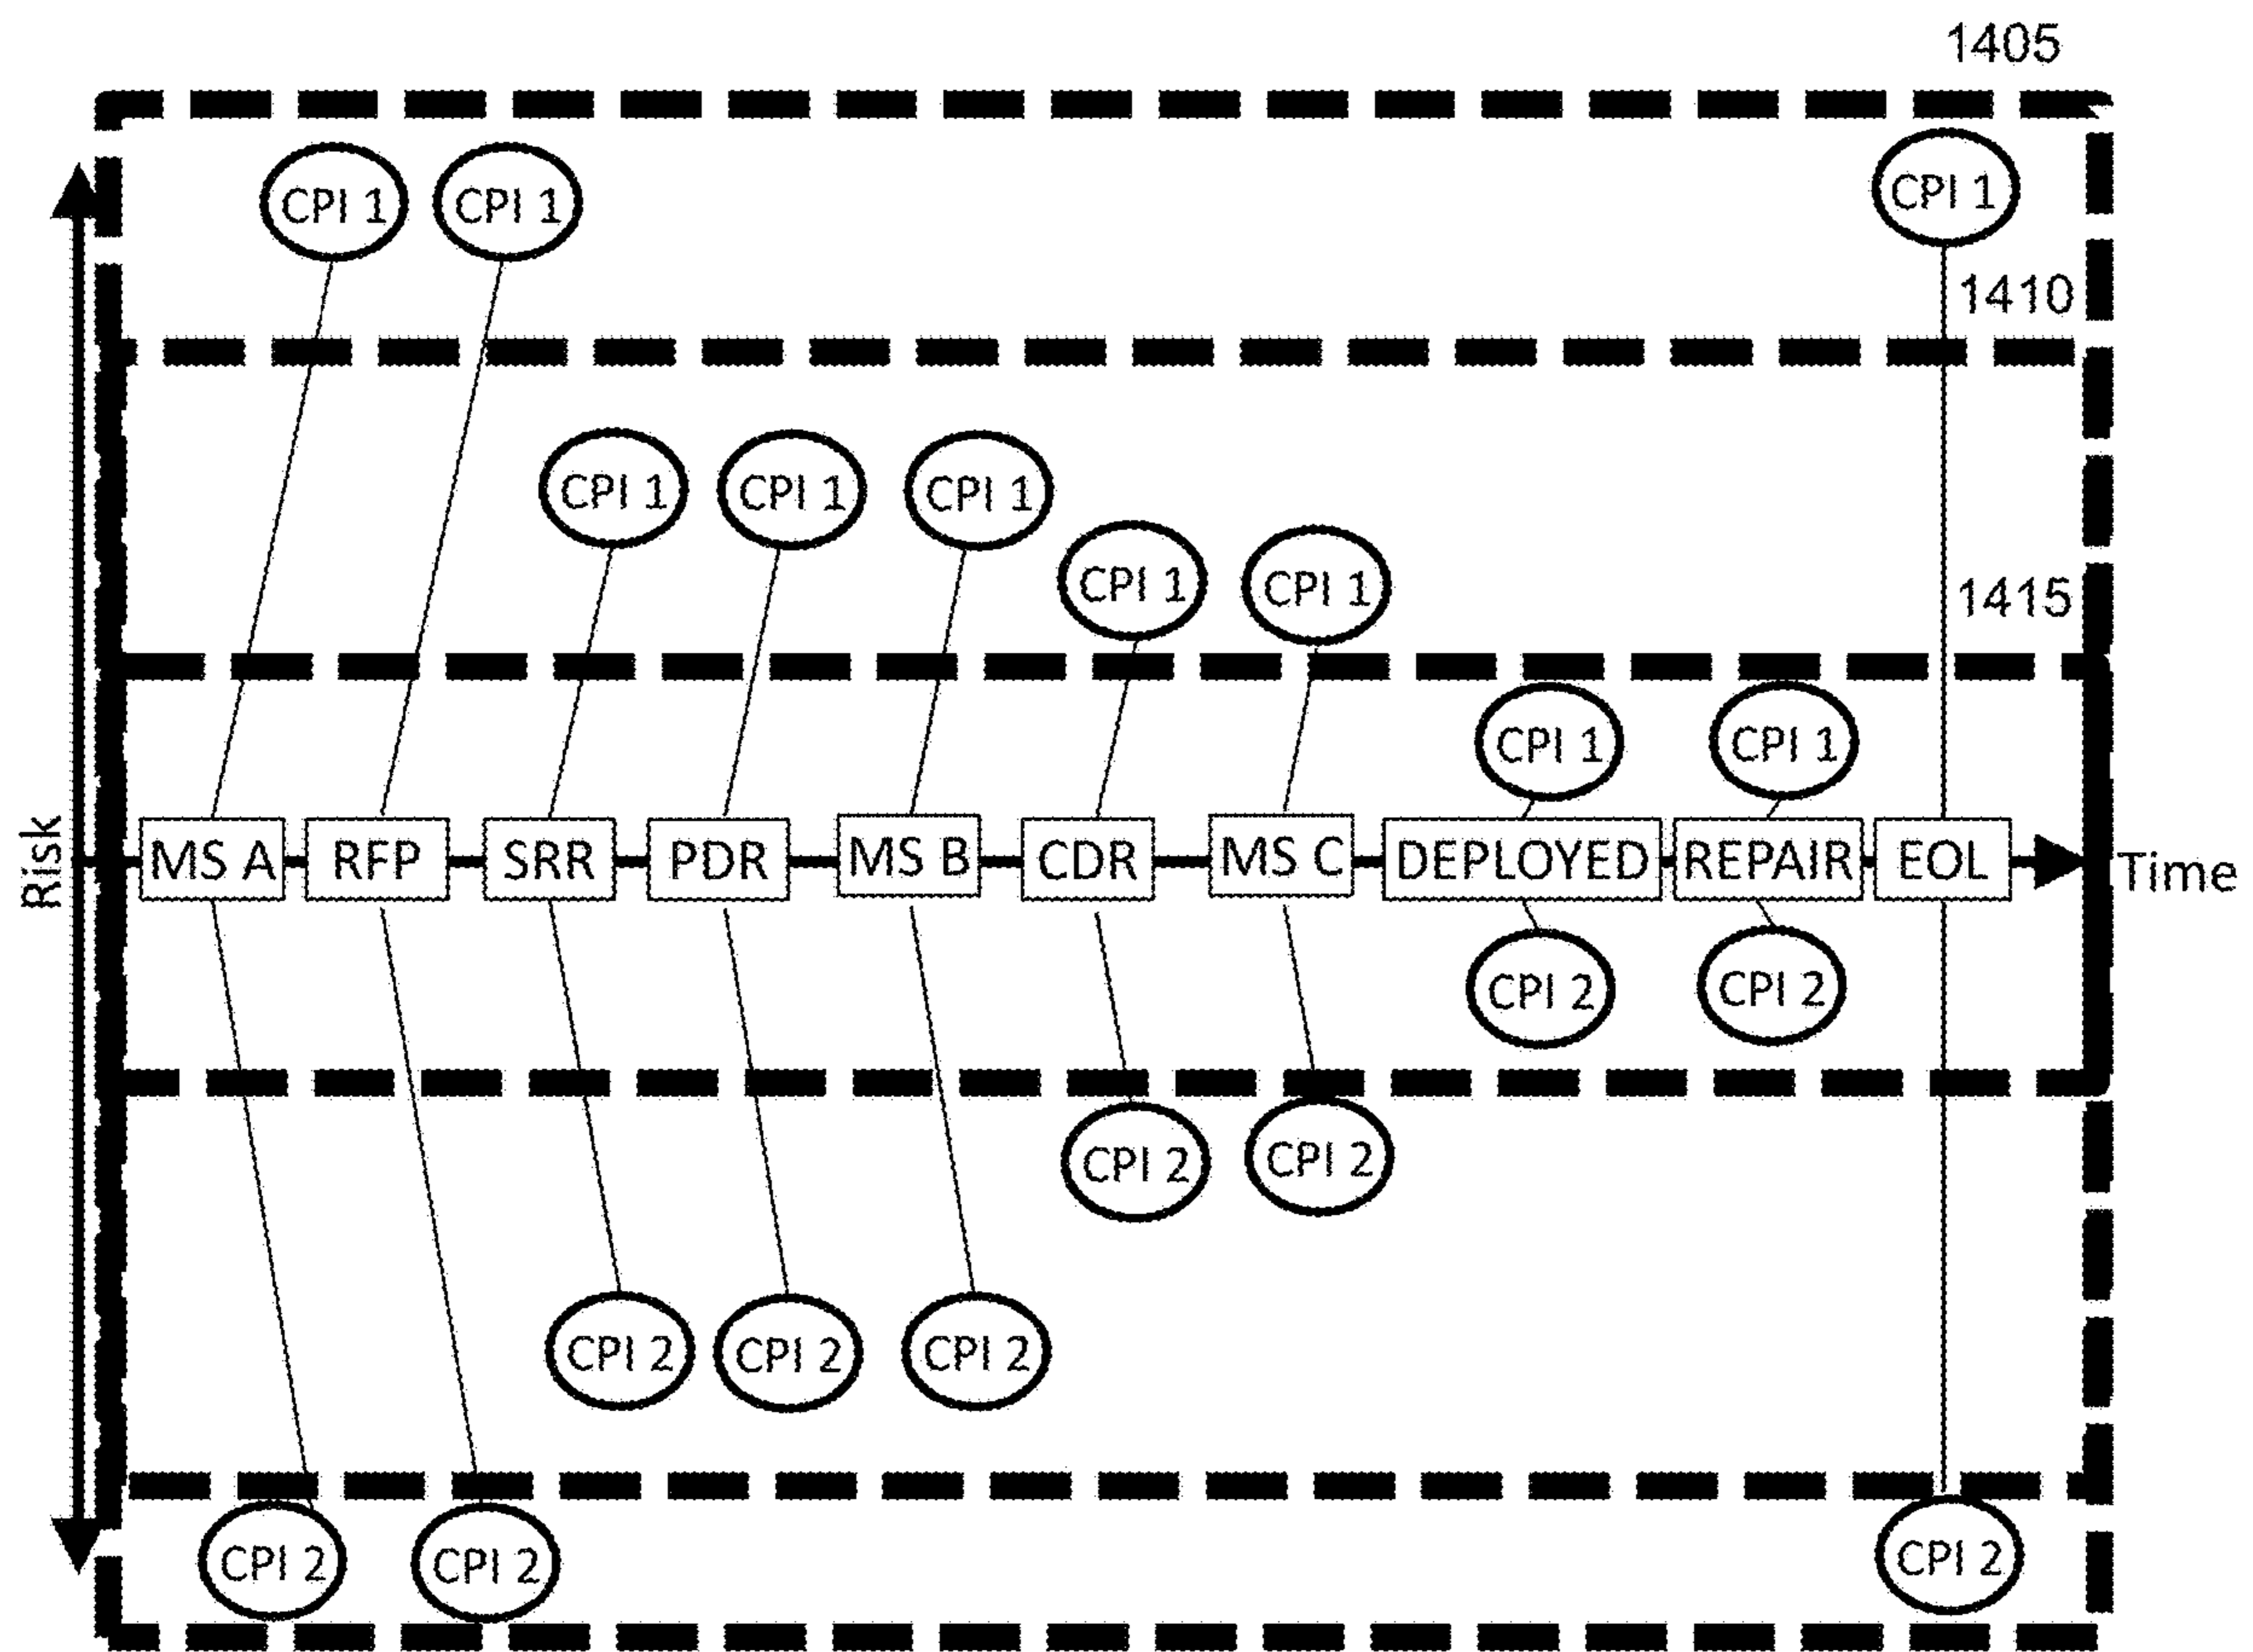 1405
CPI 1 CPI 1 CPI 1
1410
CPI 1 CPI 1 CPI 1
CPI 1 CPI 1
1415
CPI 1 CPI 1
Risk
MS A RFP SRR PDR MS B CDR MS C DEPLOYED REPAIR EOL
Time
CPI 2 CPI 2
CPI 2 CPI 2
CPI 2 CPI 2 CPI 2
CPI 2 CPI 2 CPI 2